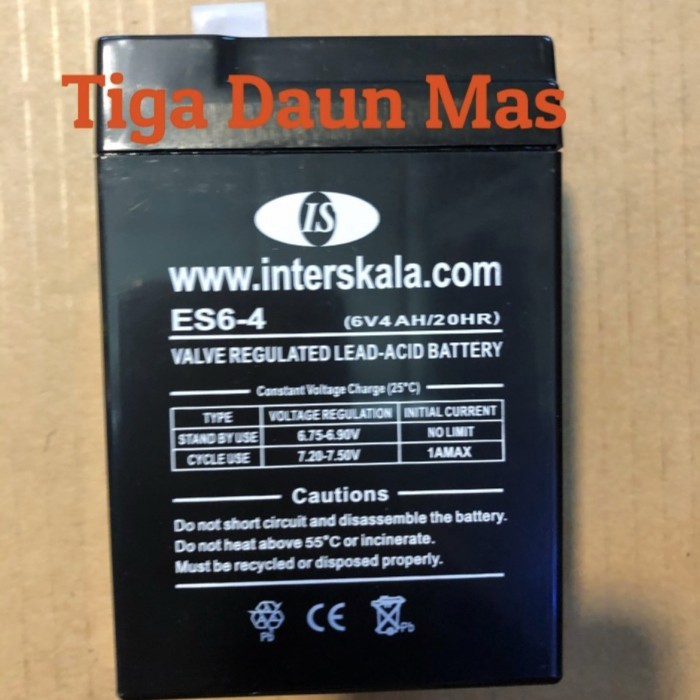 Tiga Daun Mas
IS
www.interskala.com
ES6-4 (6V4AH/20HR)
VALVE REGULATED LEAD-ACID BATTERY
Constant Voltage Charge (25°C)
TYPE VOLTAGE REGULATION INITIAL CURRENT
STAND BY USE 6.75-6.90V NO LIMIT
CYCLE USE 7.20-7.50V 1AMAX
Cautions
Do not short circuit and disassemble the battery.
Do not heat above 55°C or incinerate.
Must be recycled or disposed properly.
Pb CE Pb